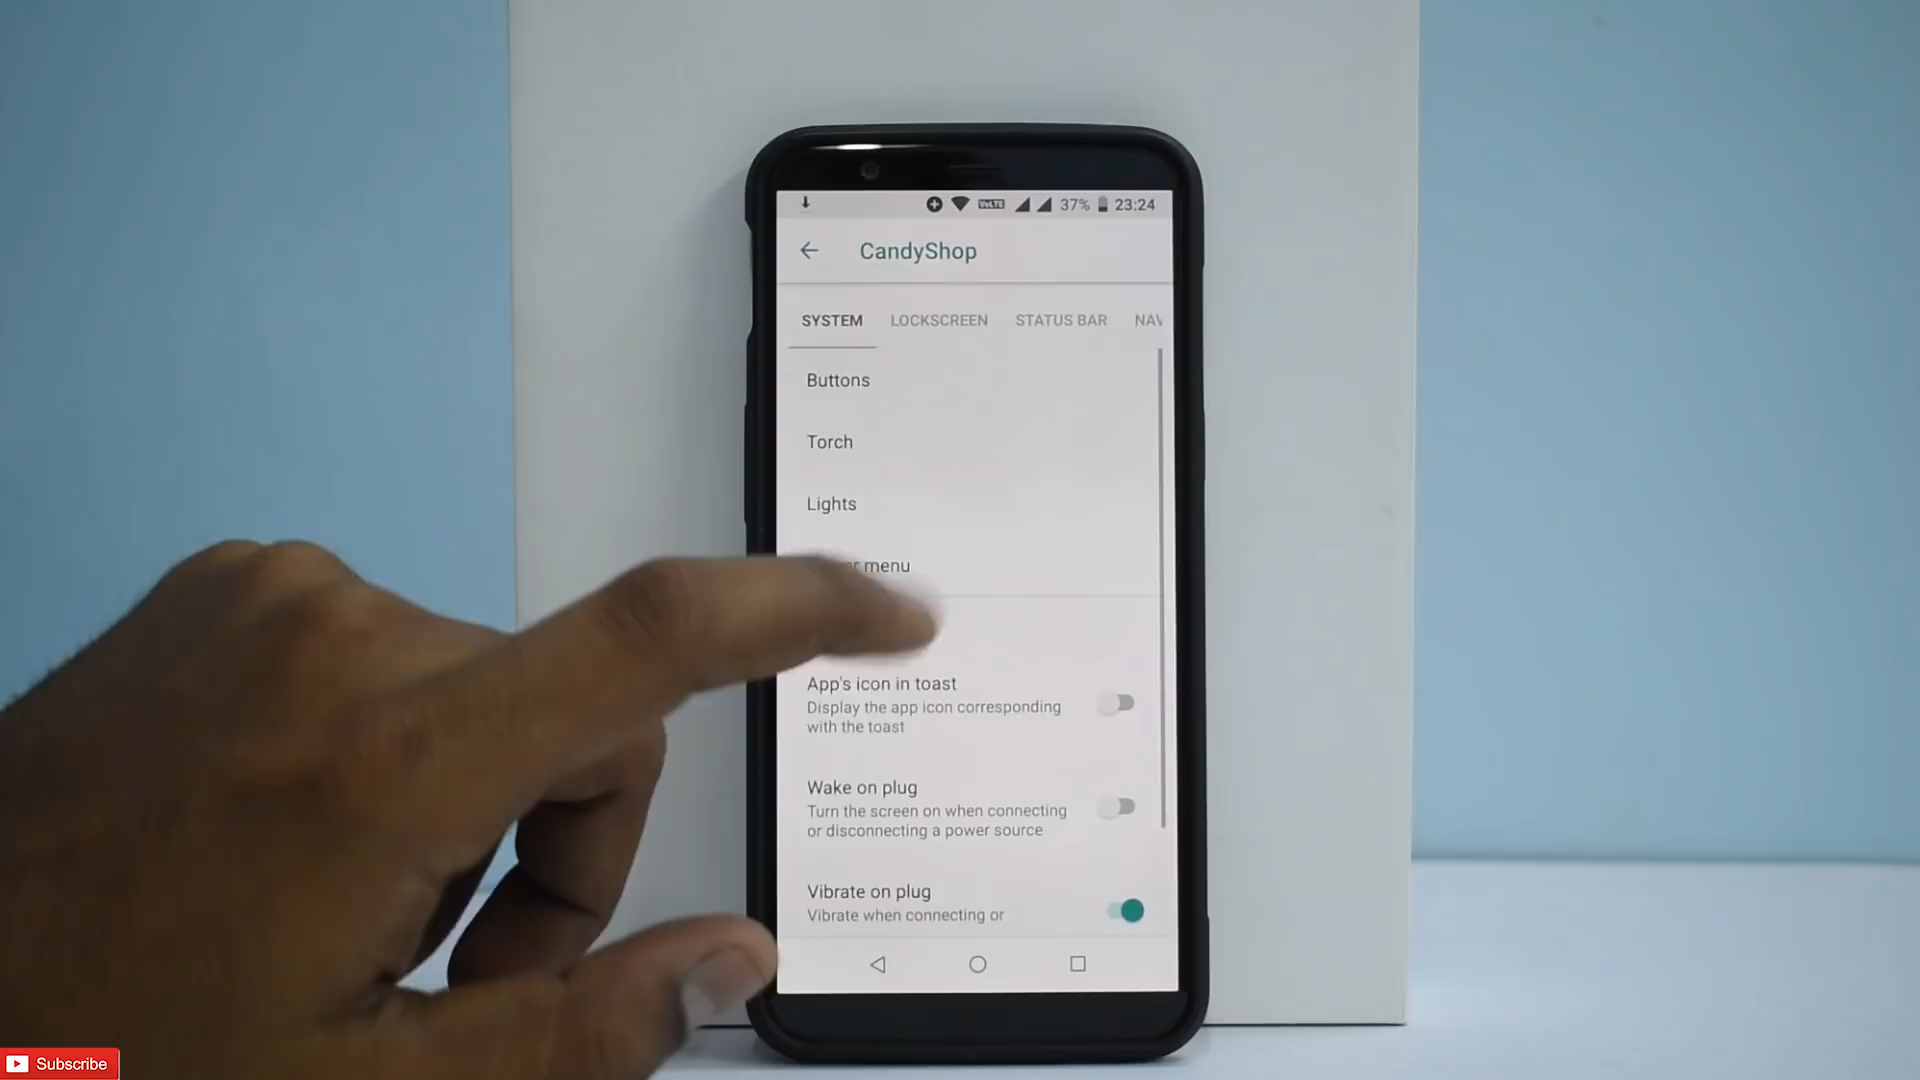 VoLTE 37% 23:24
CandyShop
SYSTEM LOCKSCREEN STATUS BAR NAV
Buttons
Torch
Lights
menu
App's icon in toast
Display the app icon corresponding
with the toast
Wake on plug
Turn the screen on when connecting
or disconnecting a power source
Vibrate on plug
Vibrate when connecting or
Subscribe